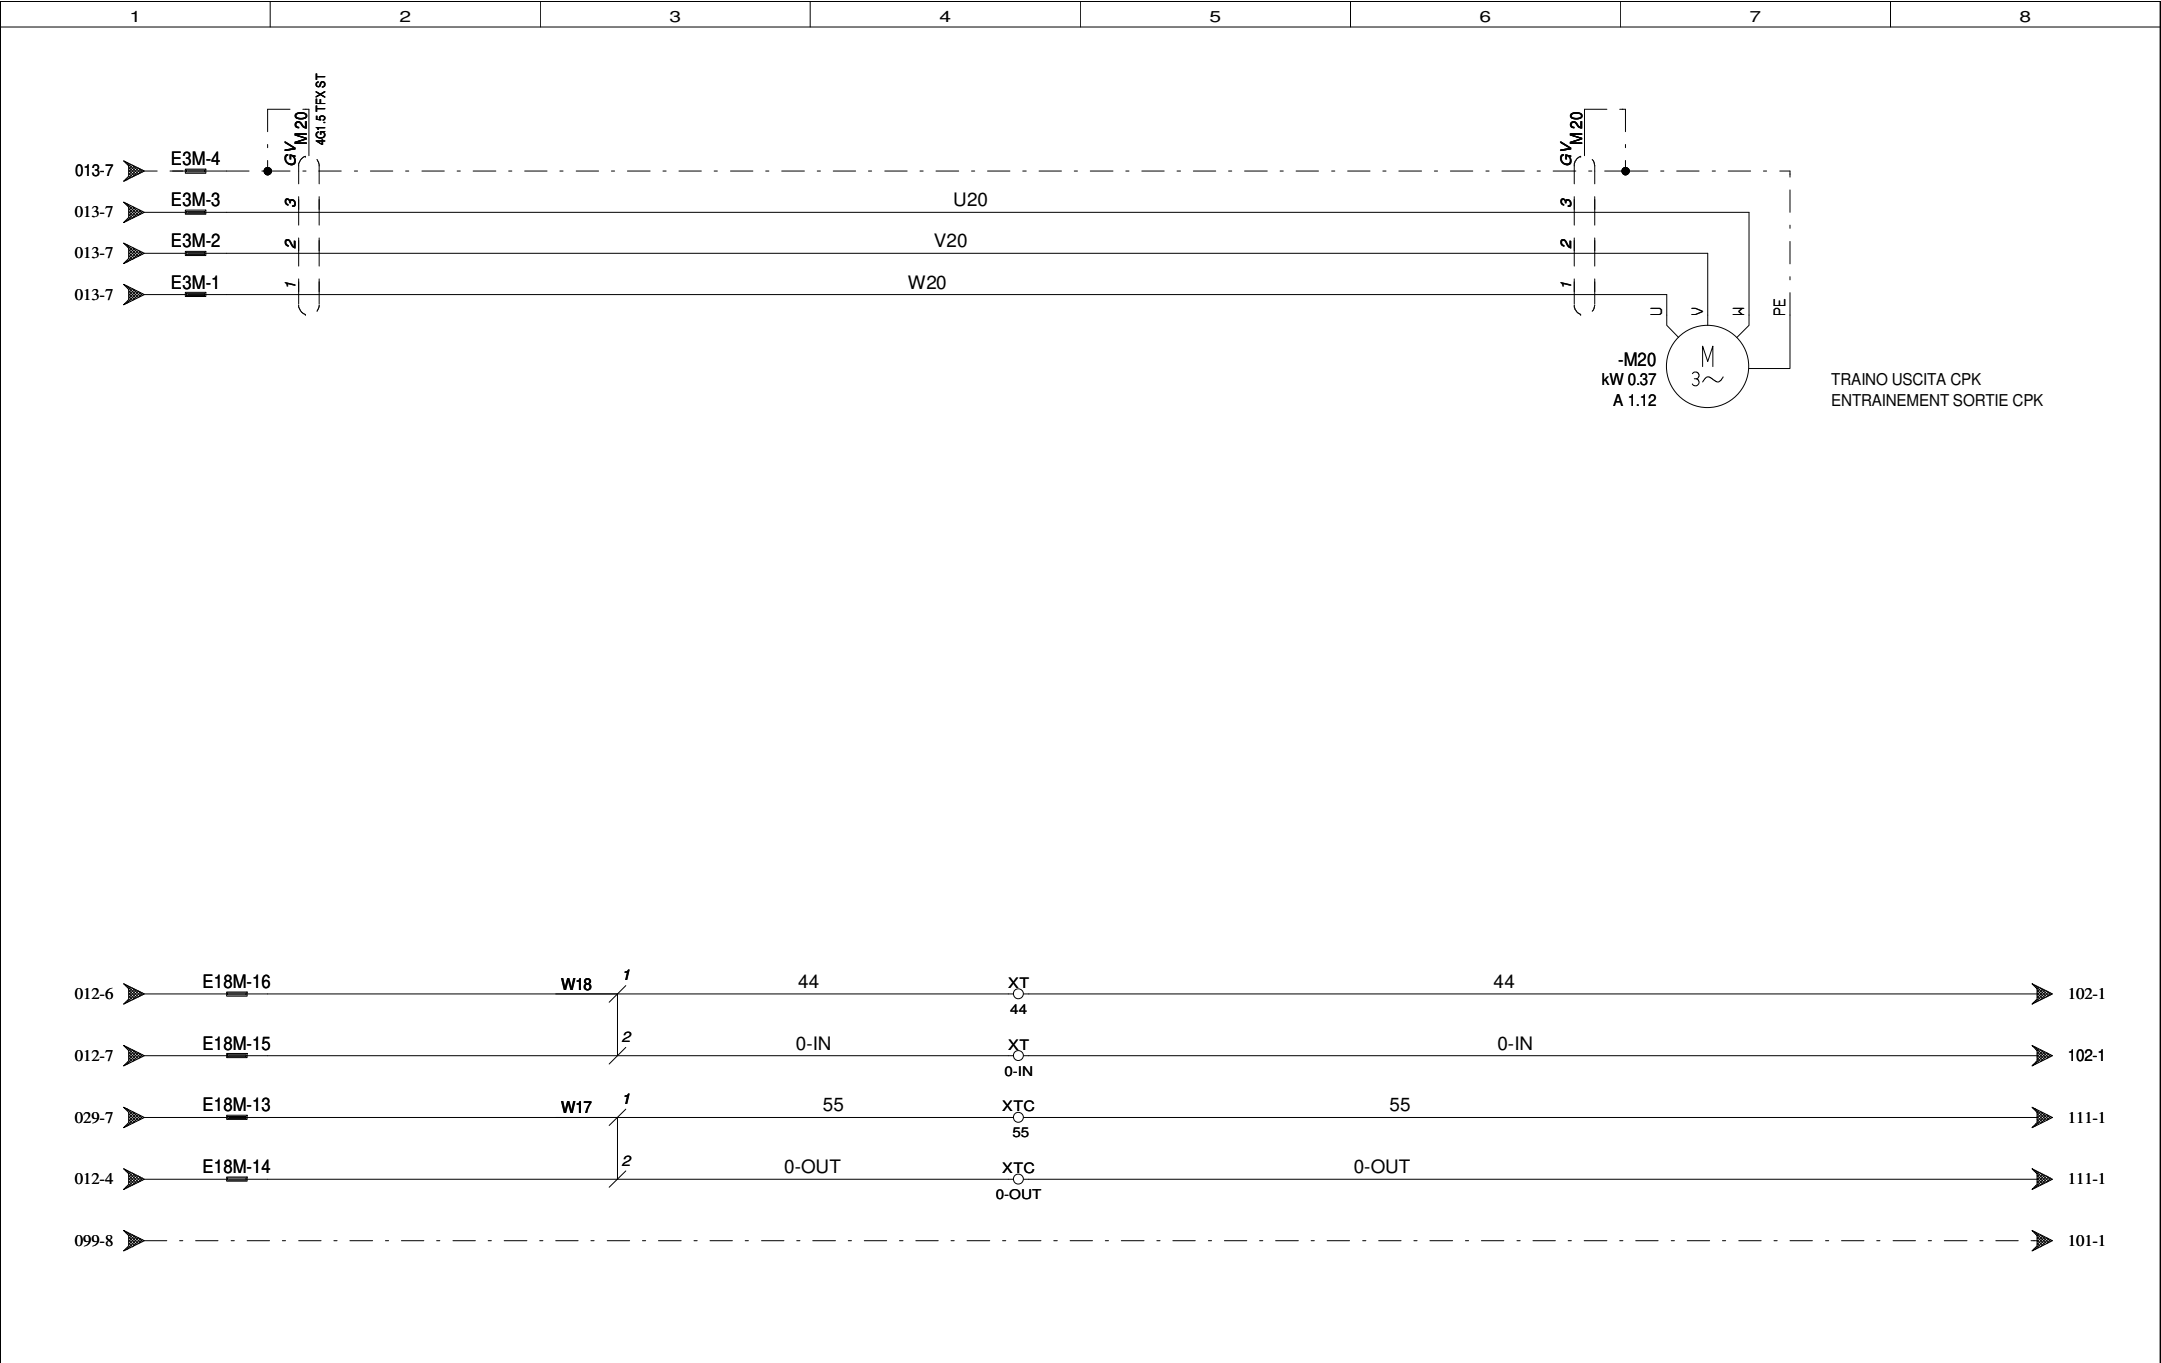 1 2 3 4 5 6 7 8
4G1.5 TFX ST
M20
GV
M20
GV
013-7 E3M-4
013-7 E3M-3 3 U20 3
013-7 E3M-2 2 V20 2
013-7 E3M-1 1 W20 1
U V W PE
-M20
kW 0.37
A 1.12
M
3~
TRAINO USCITA CPK
ENTRAINEMENT SORTIE CPK
012-6 E18M-16 W18 1 44 XT 44 102-1
44
012-7 E18M-15 2 0-IN XT 0-IN 102-1
0-IN
029-7 E18M-13 W17 1 55 XTC 55 111-1
55
012-4 E18M-14 2 0-OUT XTC 0-OUT 111-1
0-OUT
099-8 101-1